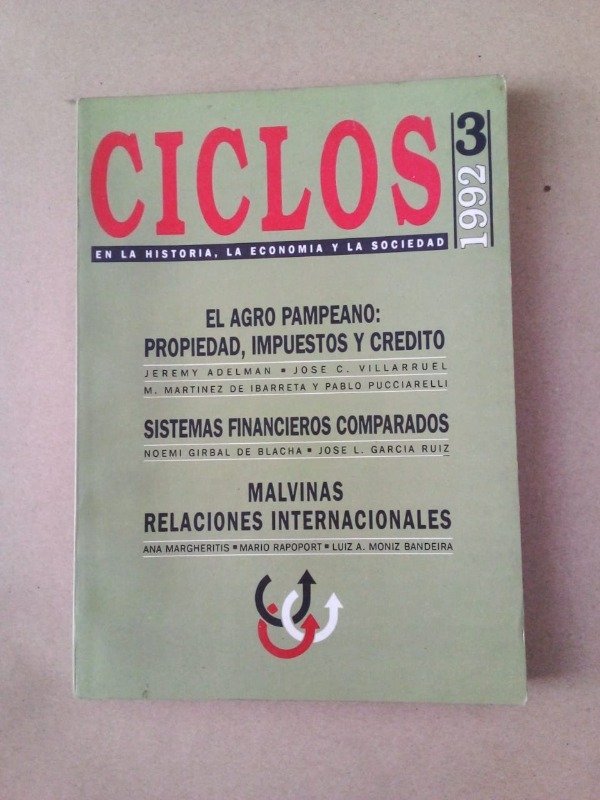 CICLOS
3
1992
EN LA HISTORIA, LA ECONOMIA Y LA SOCIEDAD
EL AGRO PAMPEANO:
PROPIEDAD, IMPUESTOS Y CREDITO
JEREMY ADELMAN ▪ JOSE C. VILLARRUEL
M. MARTINEZ DE IBARRETA Y PABLO PUCCIARELLI
SISTEMAS FINANCIEROS COMPARADOS
NOEMI GIRBAL DE BLACHA ▪ JOSE L. GARCIA RUIZ
MALVINAS
RELACIONES INTERNACIONALES
ANA MARGHERITIS ▪ MARIO RAPOPORT ▪ LUIZ A. MONIZ BANDEIRA